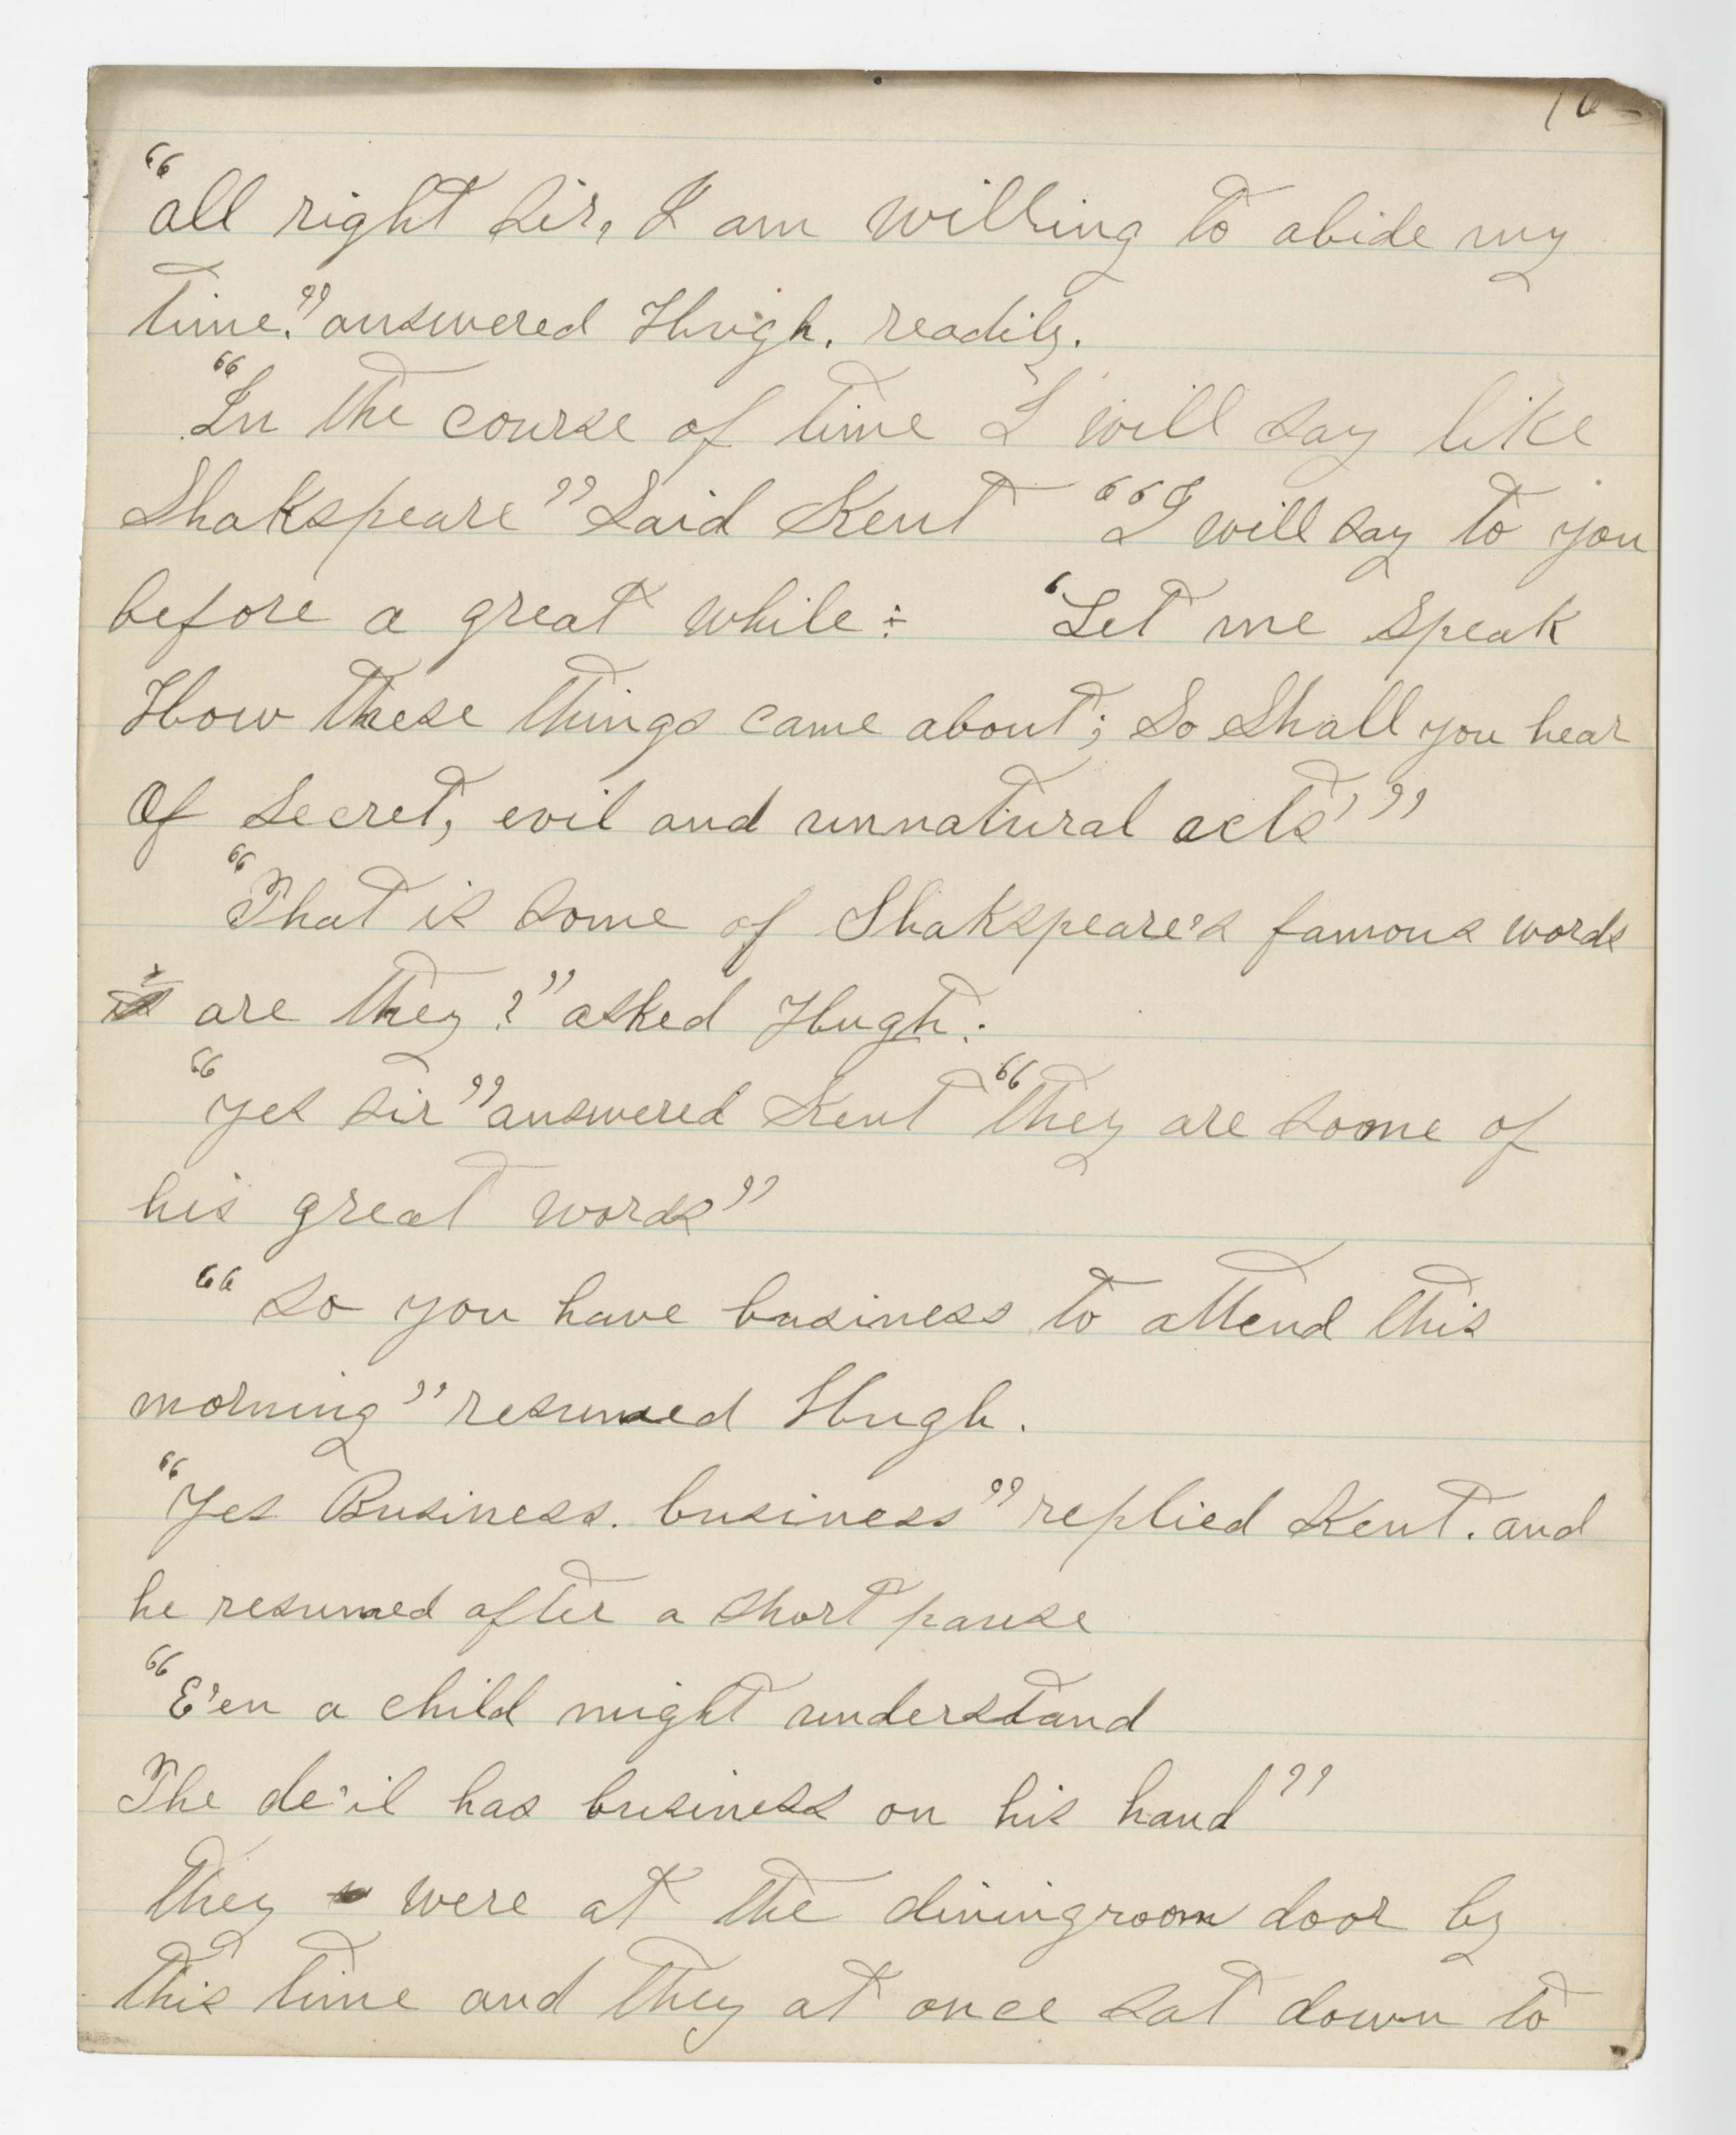 16
"all right sir, I am willing to abide my
time." answered Hugh. readily.
"In the course of time I will say like
Shakspeare" said Kent "I will say to you
before a great while: 'Let me speak
How these things came about; So Shall you hear
Of secret, evil and unnatural acts'"
"That is some of Shakspeare's famous words
are they?" asked Hugh.
"yes sir" answered Kent "they are some of
his great words"
"so you have business to attend this
morning" resumed Hugh.
"Yes Business. business" replied Kent. and
he resumed after a short pause
"E'en a child might understand
The de'il has business on his hand"
they were at the diningroom door by
this time and they at once sat down to